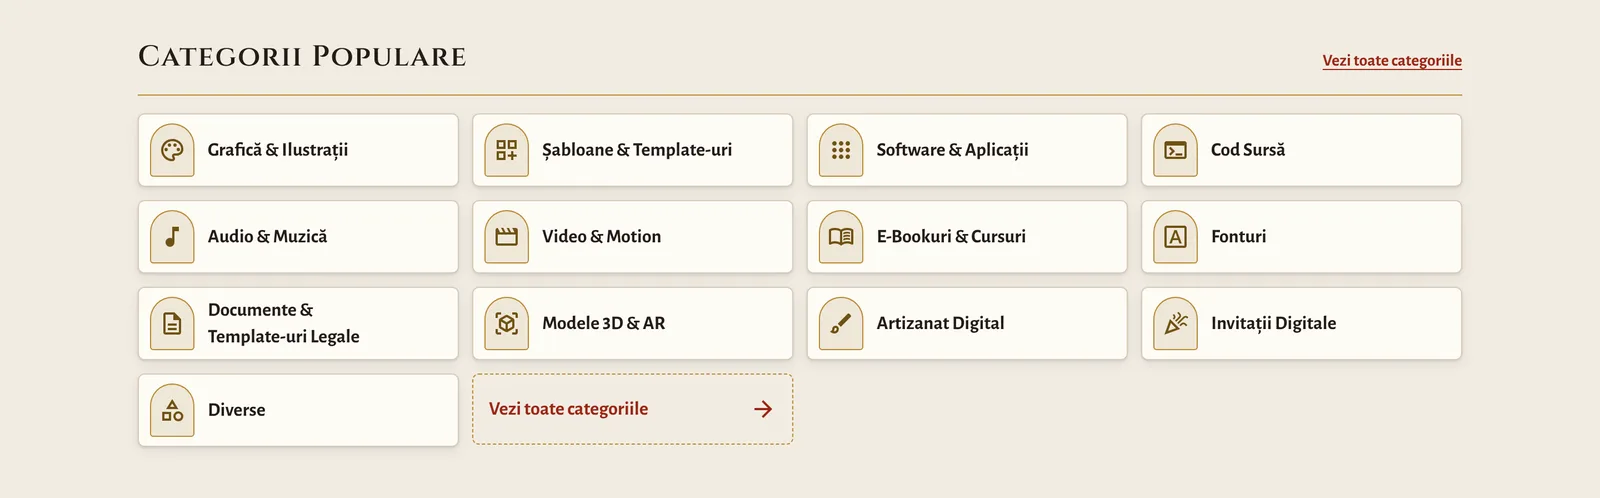 Categorii Populare
Vezi toate categoriile
Grafică & Ilustrații
Șabloane & Template-uri
Software & Aplicații
Cod Sursă
Audio & Muzică
Video & Motion
E-Bookuri & Cursuri
Fonturi
Documente &
Template-uri Legale
Modele 3D & AR
Artizanat Digital
Invitații Digitale
Diverse
Vezi toate categoriile